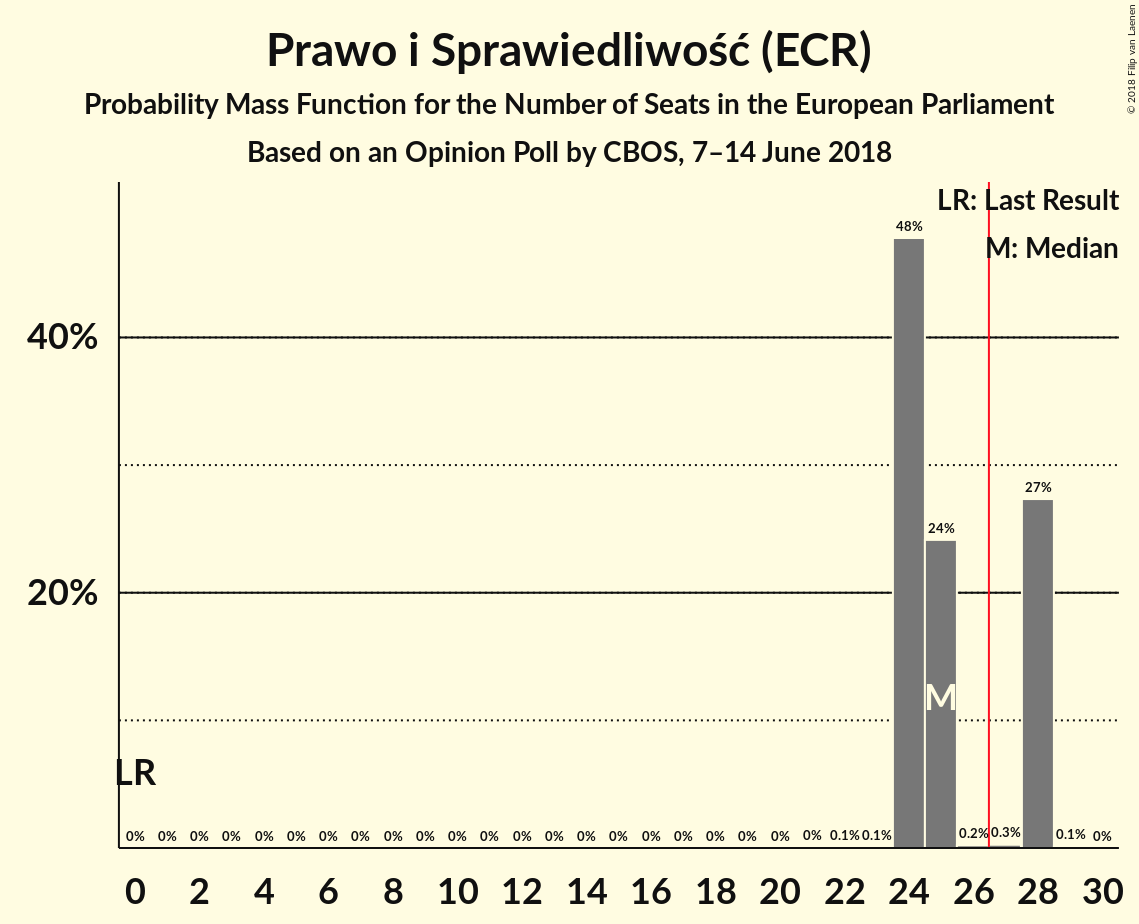 Prawo i Sprawiedliwość (ECR)
Probability Mass Function for the Number of Seats in the European Parliament
Based on an Opinion Poll by CBOS, 7–14 June 2018
© 2018 Filip van Laenen
LR: Last Result
M: Median
48%
40%
27%
24%
20%
M
LR
0% 0% 0% 0% 0% 0% 0% 0% 0% 0% 0% 0% 0% 0% 0% 0% 0% 0% 0% 0% 0% 0% 0.1% 0.1% 0.2% 0.3% 0.1% 0%
0 2 4 6 8 10 12 14 16 18 20 22 24 26 28 30